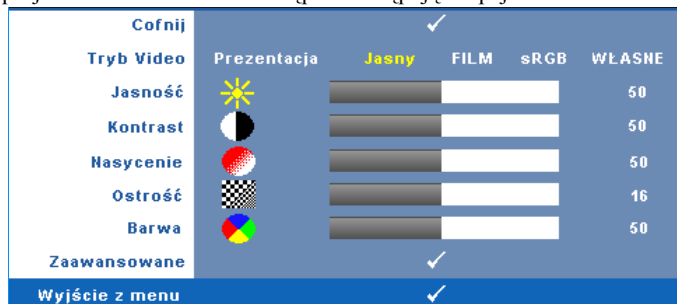 Cofnij
Tryb Video Prezentacja Jasny FILM sRGB WŁASNE
Jasność 50
Kontrast 50
Nasycenie 50
Ostrość 16
Barwa 50
Zaawansowane
Wyjście z menu